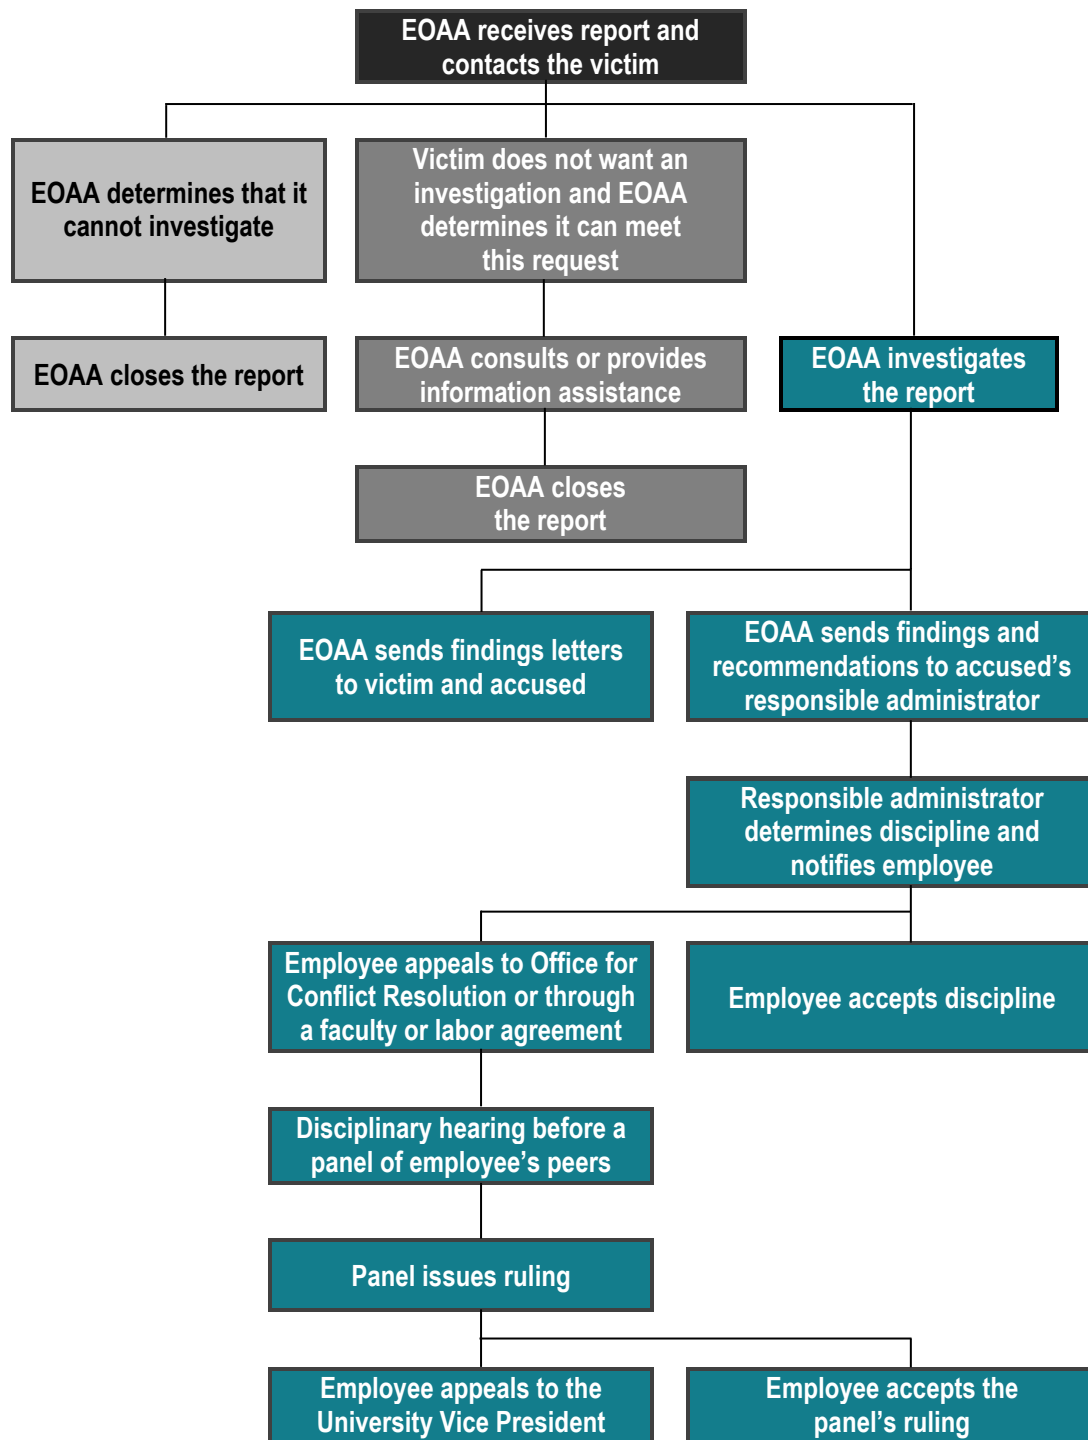 EOAA receives report and
contacts the victim
EOAA determines that it
cannot investigate
Victim does not want an
investigation and EOAA
determines it can meet
this request
EOAA closes the report
EOAA consults or provides
information assistance
EOAA investigates
the report
EOAA closes
the report
EOAA sends findings letters
to victim and accused
EOAA sends findings and
recommendations to accused’s
responsible administrator
Responsible administrator
determines discipline and
notifies employee
Employee appeals to Office for
Conflict Resolution or through
a faculty or labor agreement
Employee accepts discipline
Disciplinary hearing before a
panel of employee’s peers
Panel issues ruling
Employee appeals to the
University Vice President
Employee accepts the
panel’s ruling